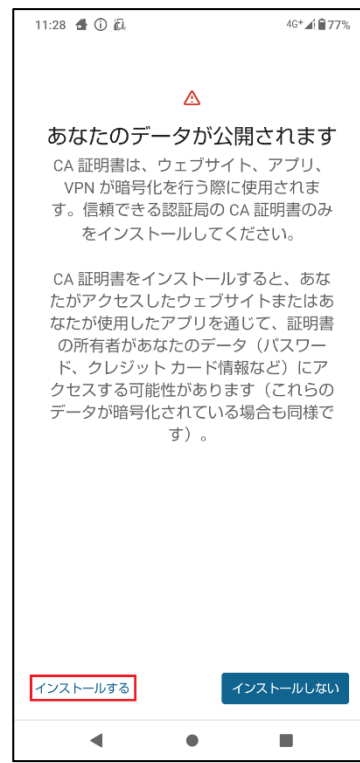 11:28 4G+ 77%
あなたのデータが公開されます
CA 証明書は、ウェブサイト、アプリ、
VPN が暗号化を行う際に使用されま
す。信頼できる認証局の CA 証明書のみ
をインストールしてください。
CA 証明書をインストールすると、あな
たがアクセスしたウェブサイトまたはあ
なたが使用したアプリを通じて、証明書
の所有者があなたのデータ（パスワー
ド、クレジット カード情報など）にア
クセスする可能性があります（これらの
データが暗号化されている場合も同様で
す）。
インストールする
インストールしない